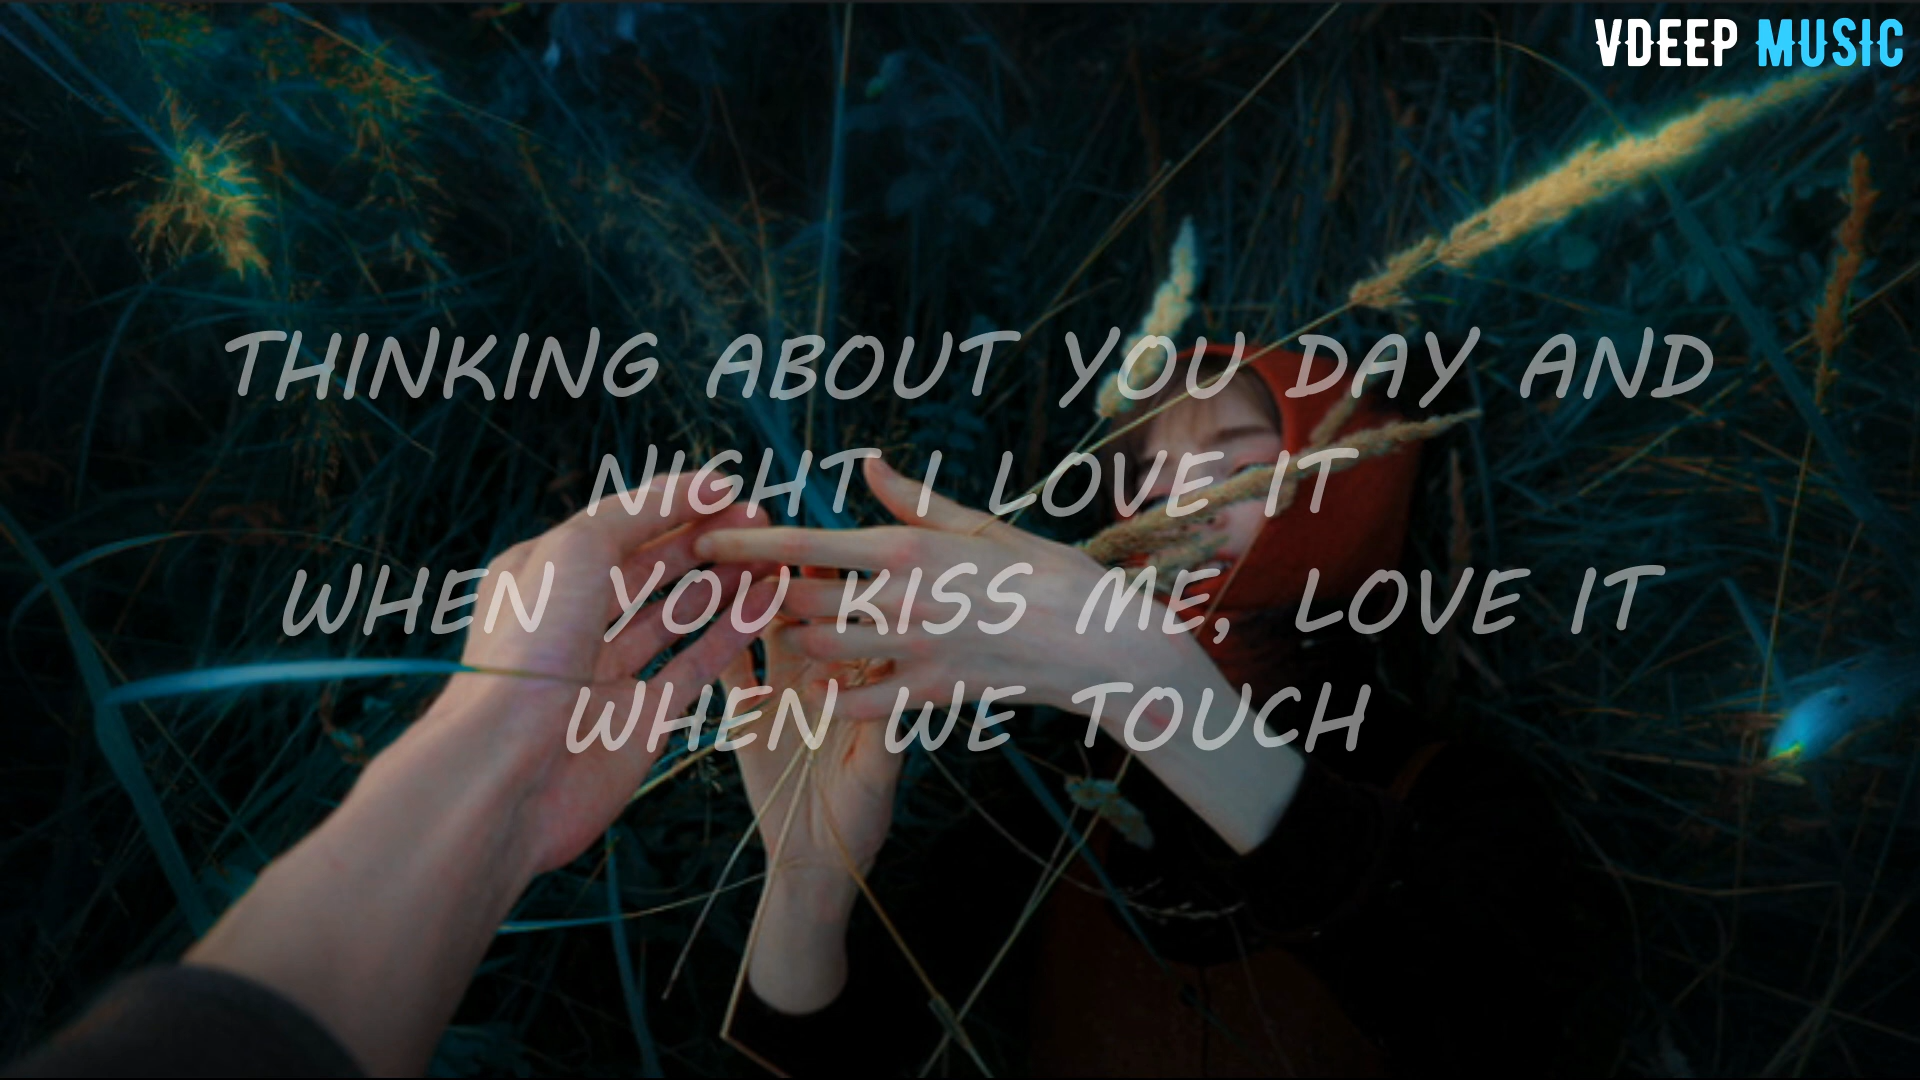 VDEEP MUSIC
THINKING ABOUT YOU DAY AND
NIGHT I LOVE IT
WHEN YOU KISS ME, LOVE IT
WHEN WE TOUCH